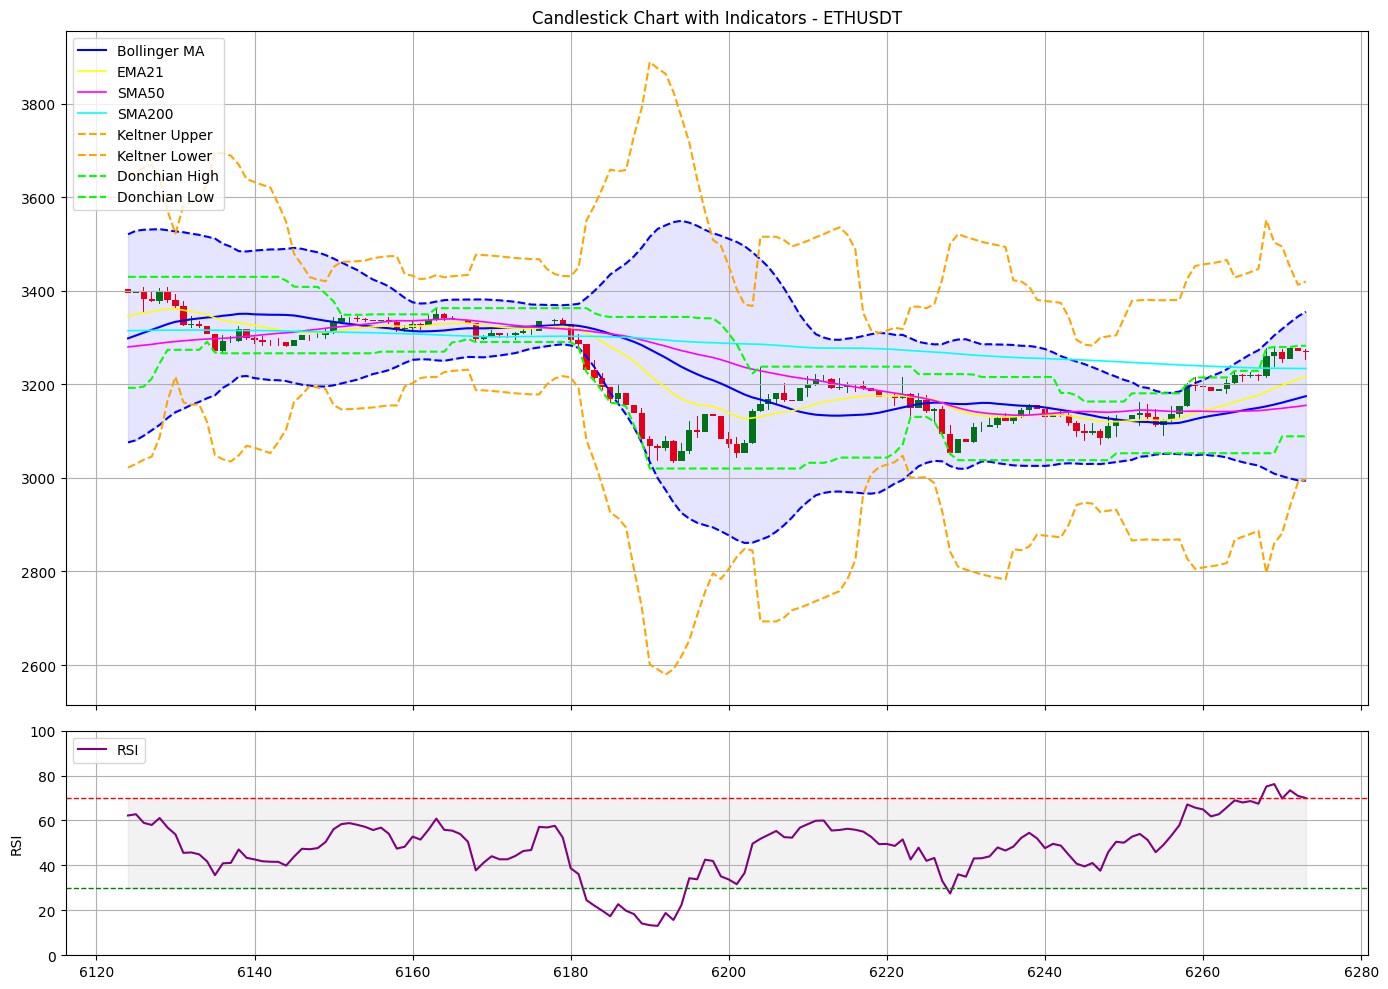 Candlestick Chart with Indicators - ETHUSDT
Bollinger MA
EMA21
SMA50
SMA200
Keltner Upper
Keltner Lower
Donchian High
Donchian Low
3800
3600
3400
3200
3000
2800
2600
RSI
100
80
60
40
20
0
RSI
6120 6140 6160 6180 6200 6220 6240 6260 6280